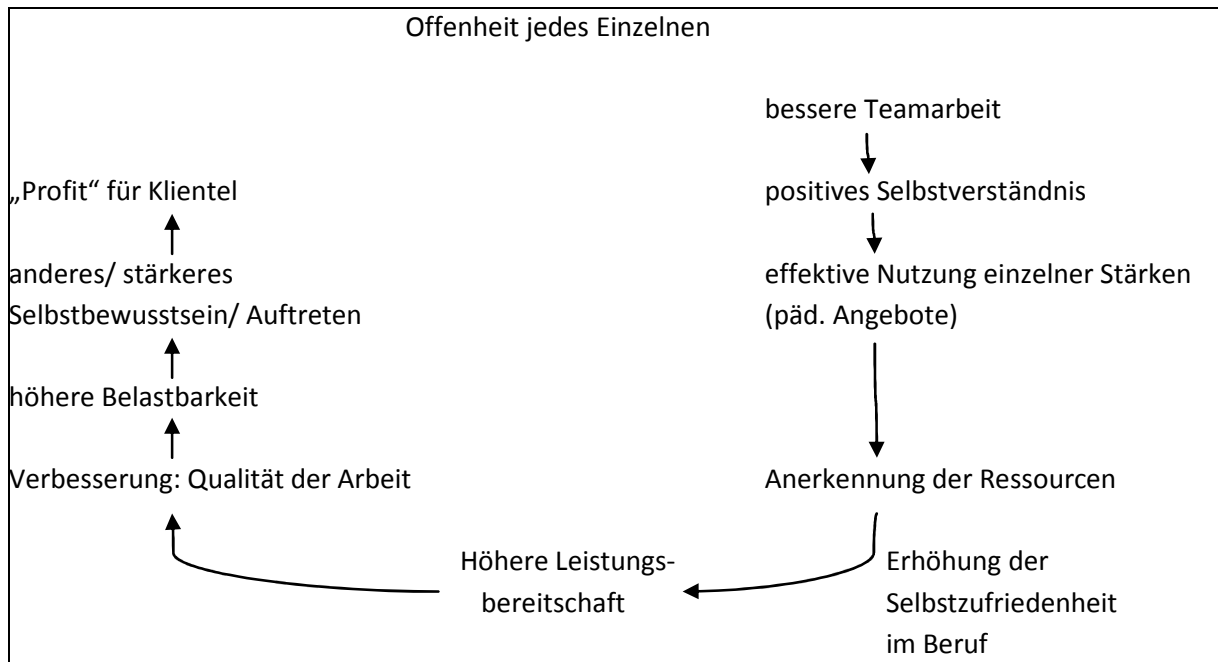 Offenheit jedes Einzelnen
bessere Teamarbeit
positives Selbstverständnis
effektive Nutzung einzelner Stärken
(päd. Angebote)
Anerkennung der Ressourcen
Erhöhung der
Selbstzufriedenheit
im Beruf
Höhere Leistungs-
bereitschaft
Verbesserung: Qualität der Arbeit
höhere Belastbarkeit
anderes/ stärkeres
Selbstbewusstsein/ Auftreten
„Profit“ für Klientel